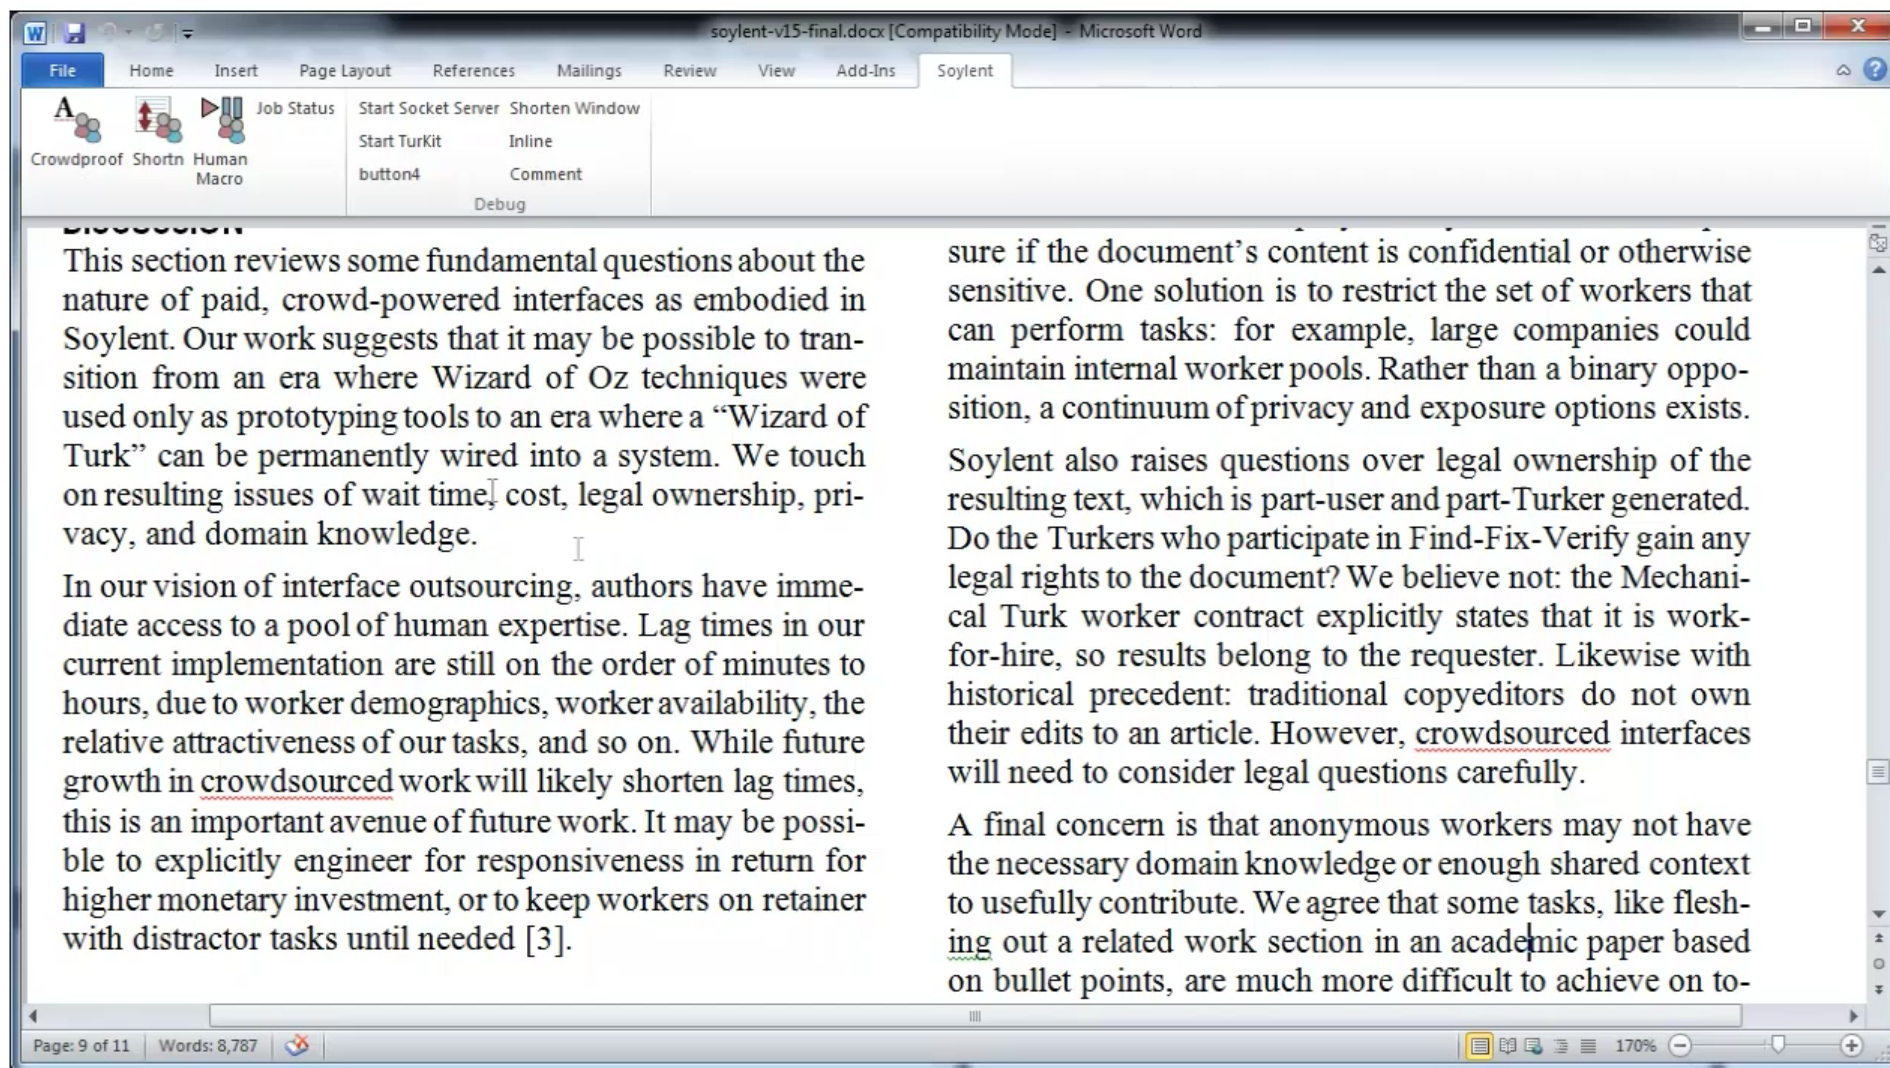 soylent-v15-final.docx [Compatibility Mode] - Microsoft Word
File Home Insert Page Layout References Mailings Review View Add-Ins Soylent
Crowdproof
Shortn
Human
Macro
Job Status
Start Socket Server
Start TurKit
button4
Shorten Window
Inline
Comment
Debug
DISCUSSION
This section reviews some fundamental questions about the
nature of paid, crowd-powered interfaces as embodied in
Soylent. Our work suggests that it may be possible to tran-
sition from an era where Wizard of Oz techniques were
used only as prototyping tools to an era where a “Wizard of
Turk” can be permanently wired into a system. We touch
on resulting issues of wait time, cost, legal ownership, pri-
vacy, and domain knowledge.
In our vision of interface outsourcing, authors have imme-
diate access to a pool of human expertise. Lag times in our
current implementation are still on the order of minutes to
hours, due to worker demographics, worker availability, the
relative attractiveness of our tasks, and so on. While future
growth in crowdsourced work will likely shorten lag times,
this is an important avenue of future work. It may be possi-
ble to explicitly engineer for responsiveness in return for
higher monetary investment, or to keep workers on retainer
with distractor tasks until needed [3].
sure if the document’s content is confidential or otherwise
sensitive. One solution is to restrict the set of workers that
can perform tasks: for example, large companies could
maintain internal worker pools. Rather than a binary oppo-
sition, a continuum of privacy and exposure options exists.
Soylent also raises questions over legal ownership of the
resulting text, which is part-user and part-Turker generated.
Do the Turkers who participate in Find-Fix-Verify gain any
legal rights to the document? We believe not: the Mechani-
cal Turk worker contract explicitly states that it is work-
for-hire, so results belong to the requester. Likewise with
historical precedent: traditional copyeditors do not own
their edits to an article. However, crowdsourced interfaces
will need to consider legal questions carefully.
A final concern is that anonymous workers may not have
the necessary domain knowledge or enough shared context
to usefully contribute. We agree that some tasks, like flesh-
ing out a related work section in an academic paper based
on bullet points, are much more difficult to achieve on to-
Page: 9 of 11 Words: 8,787 170%